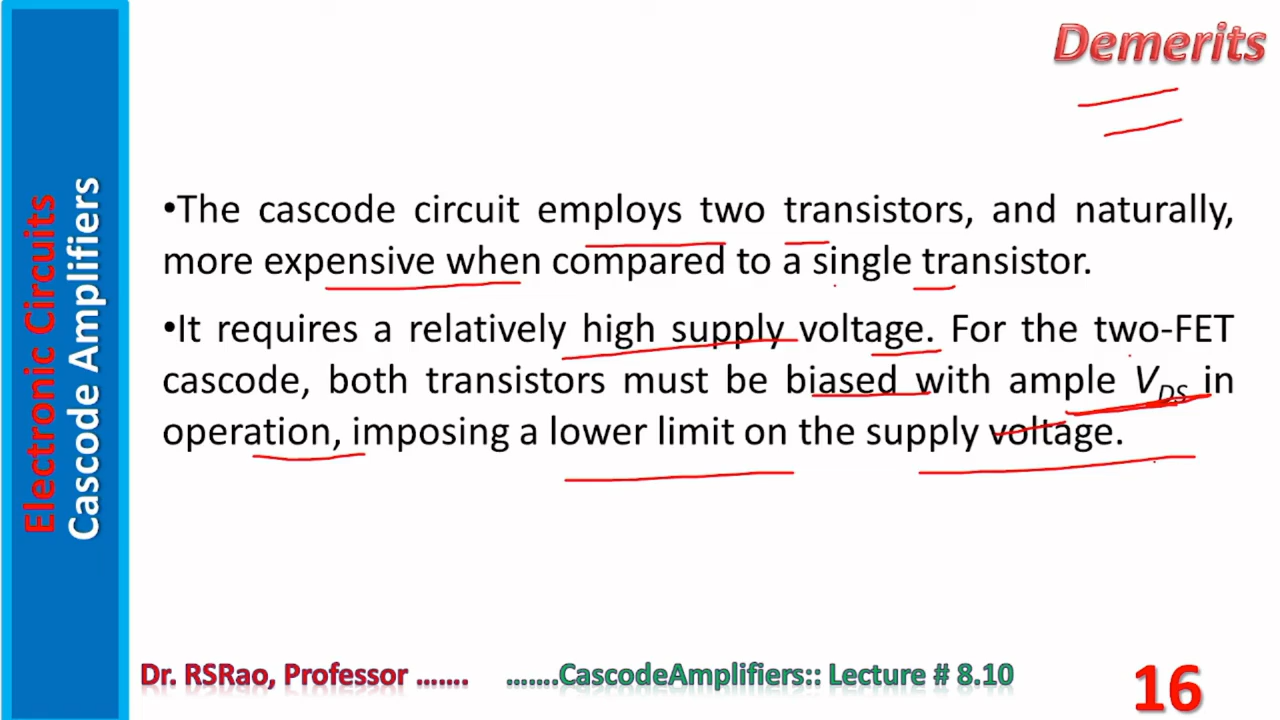 Demerits
Electronic Circuits
Cascode Amplifiers
•The cascode circuit employs two transistors, and naturally,
more expensive when compared to a single transistor.
•It requires a relatively high supply voltage. For the two-FET
cascode, both transistors must be biased with ample VDS in
operation, imposing a lower limit on the supply voltage.
Dr. RSRao, Professor ....... .......CascodeAmplifiers:: Lecture # 8.10
16